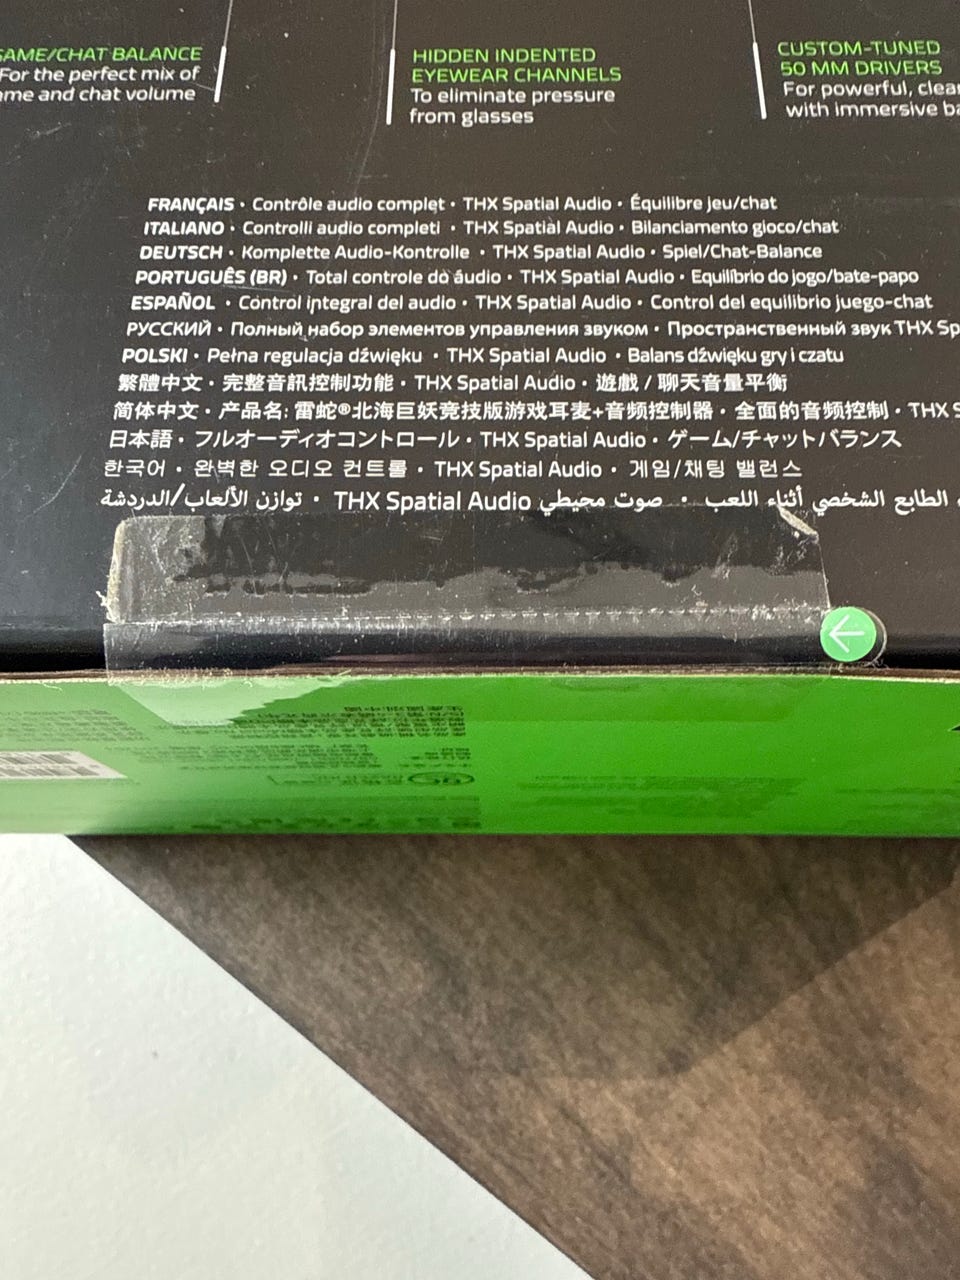 GAME/CHAT BALANCE
For the perfect mix of
game and chat volume
HIDDEN INDENTED
EYEWEAR CHANNELS
To eliminate pressure
from glasses
CUSTOM-TUNED
50 MM DRIVERS
For powerful, clear
with immersive
FRANÇAIS • Contrôle audio complet • THX Spatial Audio • Équilibre jeu/chat
ITALIANO • Controlli audio completi • THX Spatial Audio • Bilanciamento gioco/chat
DEUTSCH • Komplette Audio-Kontrolle • THX Spatial Audio • Spiel/Chat-Balance
PORTUGUÊS (BR) • Total controle do áudio • THX Spatial Audio • Equilíbrio do jogo/bate-papo
ESPAÑOL • Control integral del audio • THX Spatial Audio • Control del equilibrio juego-chat
РУССКИЙ • Полный набор элементов управления звуком • Пространственный звук THX Sp
POLSKI • Pełna regulacja dźwięku • THX Spatial Audio • Balans dźwięku gry i czatu
繁體中文 • 完整音訊控制功能 • THX Spatial Audio • 遊戲 / 聊天音量平衡
简体中文 • 产品名: 雷蛇®北海巨妖竞技版游戏耳麦+音频控制器 • 全面的音频控制 • THX S
日本語 • フルオーディオコントロール • THX Spatial Audio • ゲーム/チャットバランス
한국어 • 완벽한 오디오 컨트롤 • THX Spatial Audio • 게임/채팅 밸런스
الطابع الشخصي أثناء اللعب • صوت محيطي THX Spatial Audio • توازن الألعاب/الدردشة